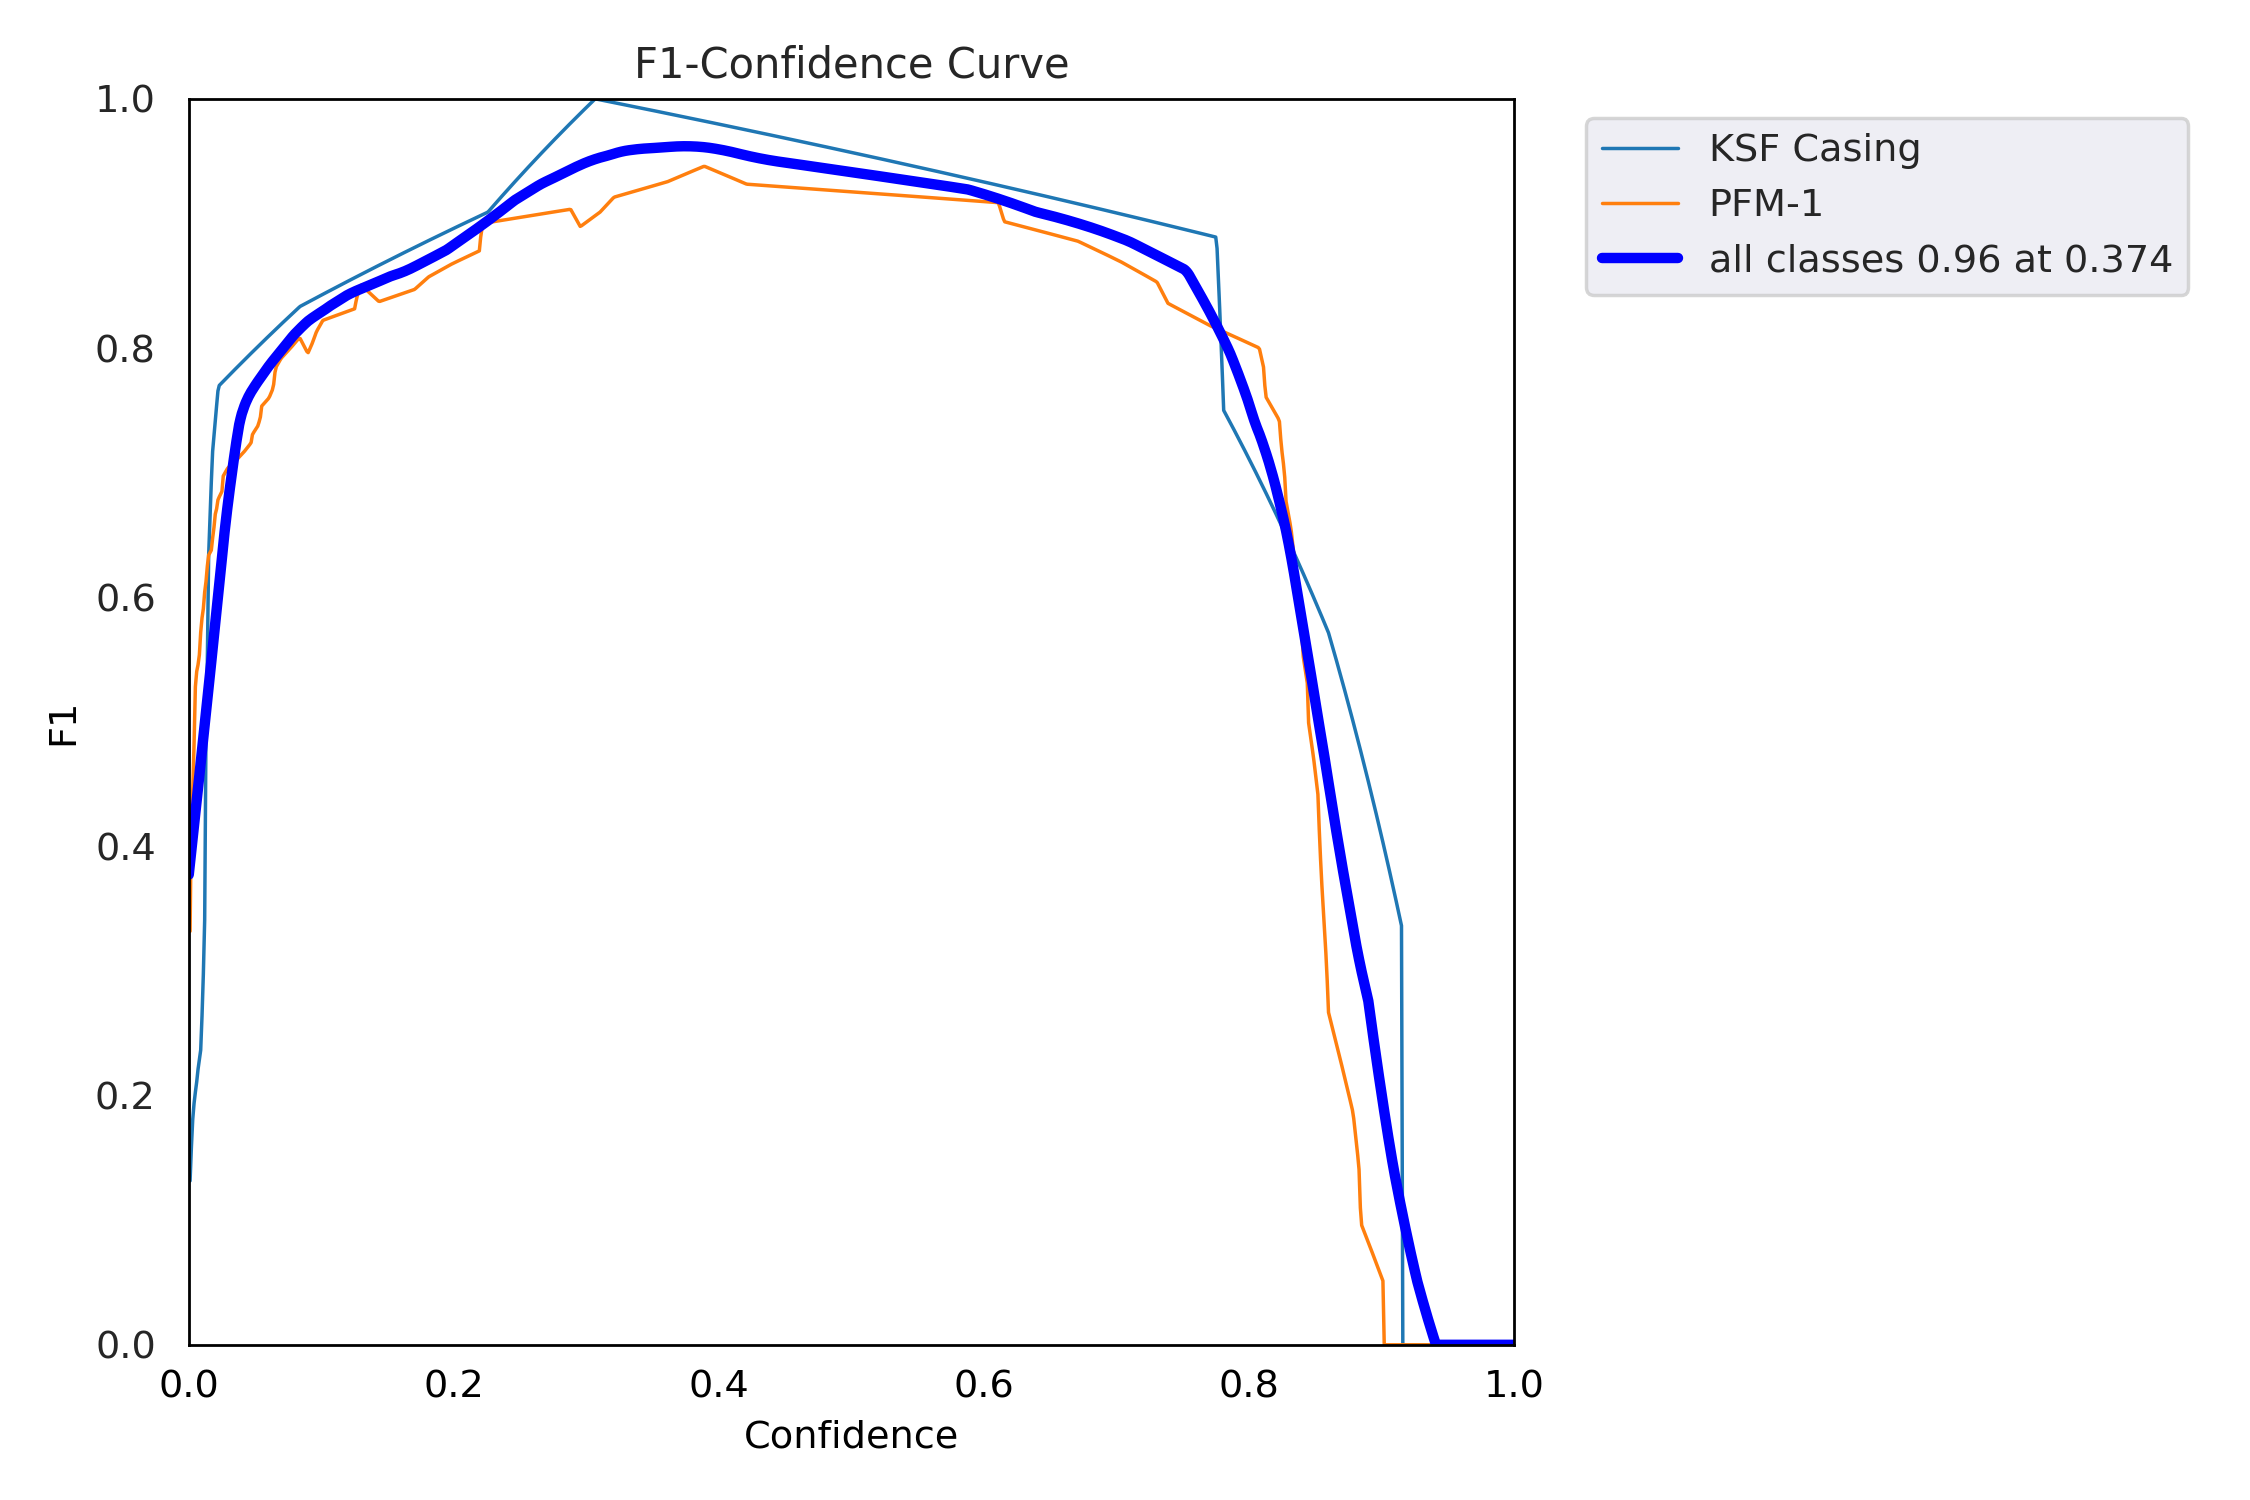 F1-Confidence Curve
1.0
0.8
0.6
0.4
0.2
0.0
F1
0.0 0.2 0.4 0.6 0.8 1.0
Confidence
KSF Casing
PFM-1
all classes 0.96 at 0.374